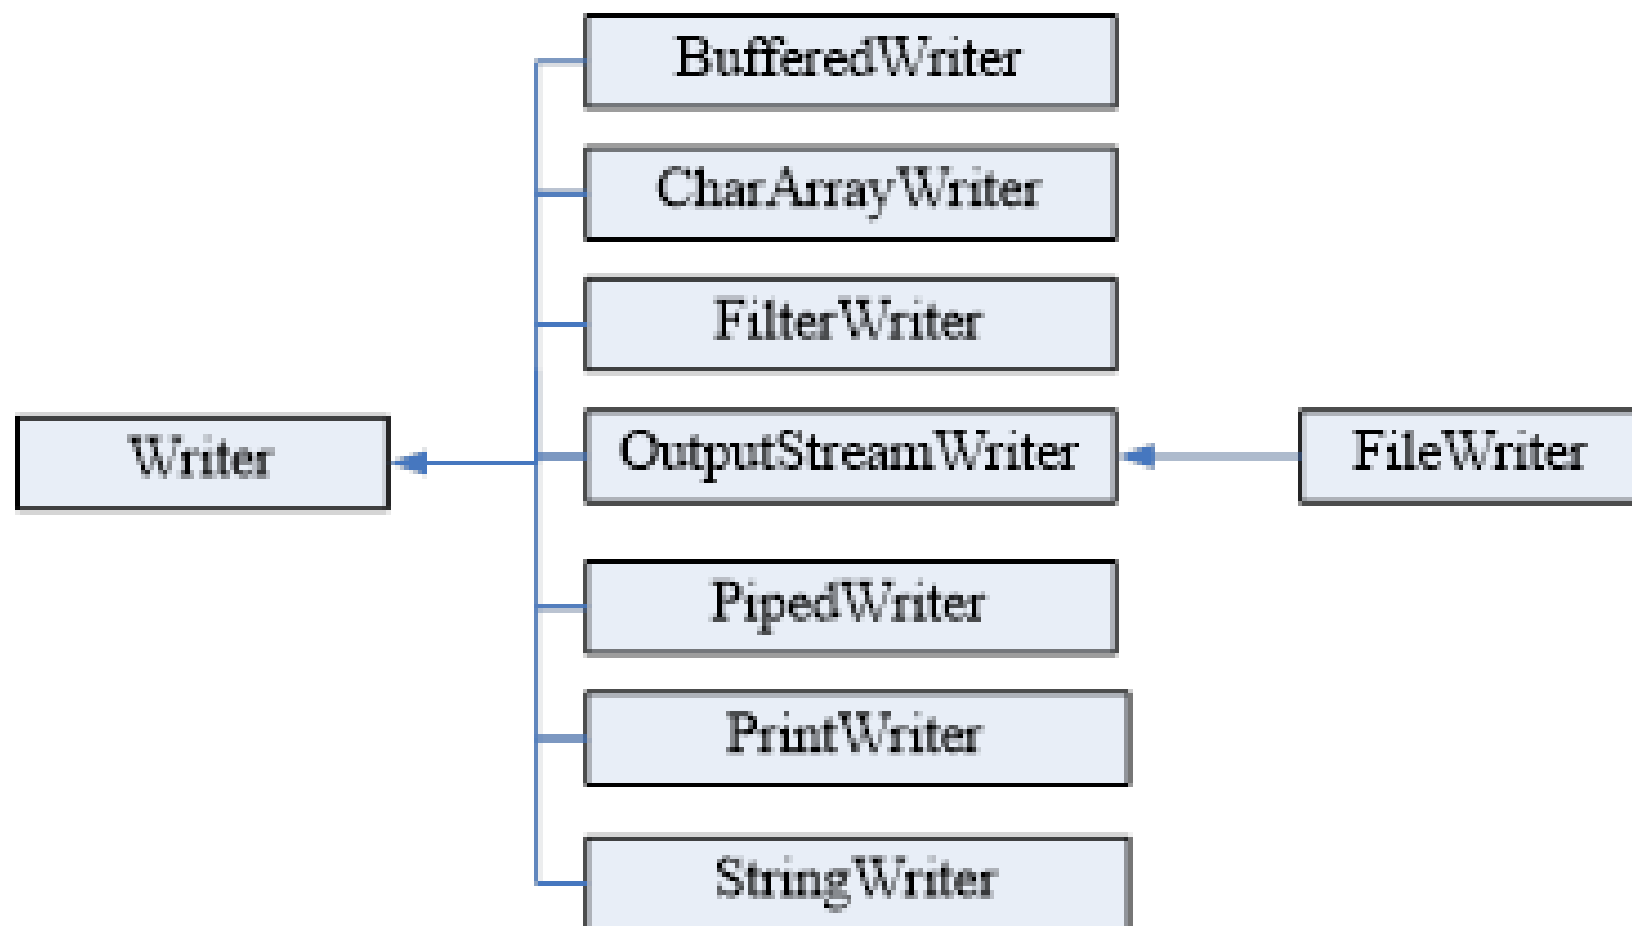 BufferedWriter
CharArrayWriter
FilterWriter
Writer
OutputStreamWriter
FileWriter
PipedWriter
PrintWriter
StringWriter